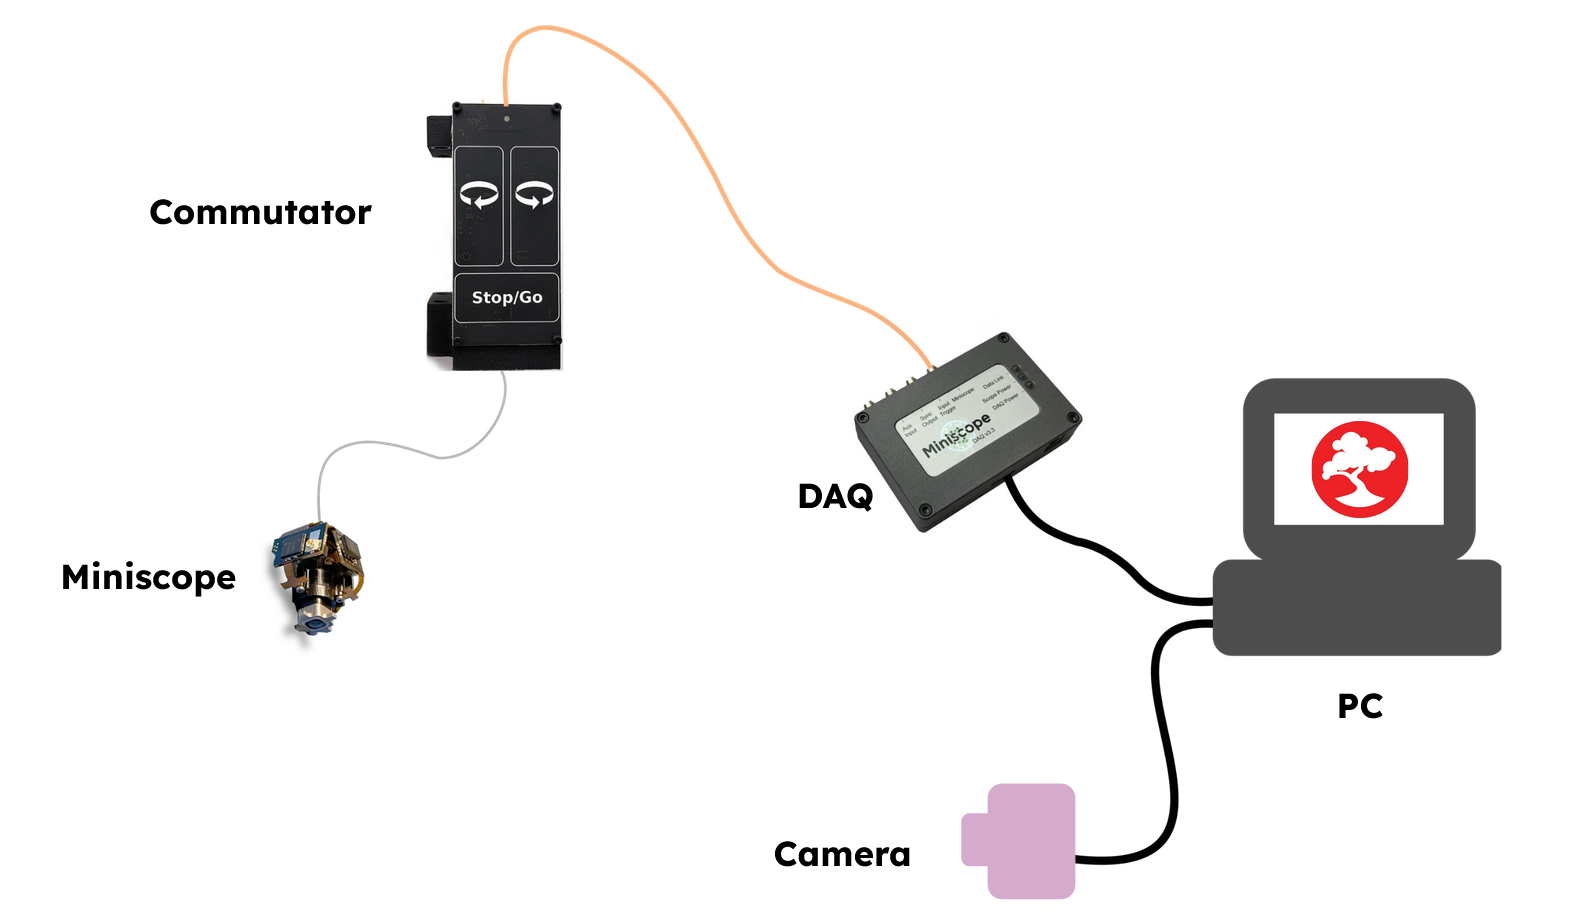 Commutator
Stop/Go
Aux Input
Sync Output
Input Trigger
Miniscope
Data Link
Scope Power
DAQ Power
Miniscope
DAQ v3.3
DAQ
Miniscope
PC
Camera